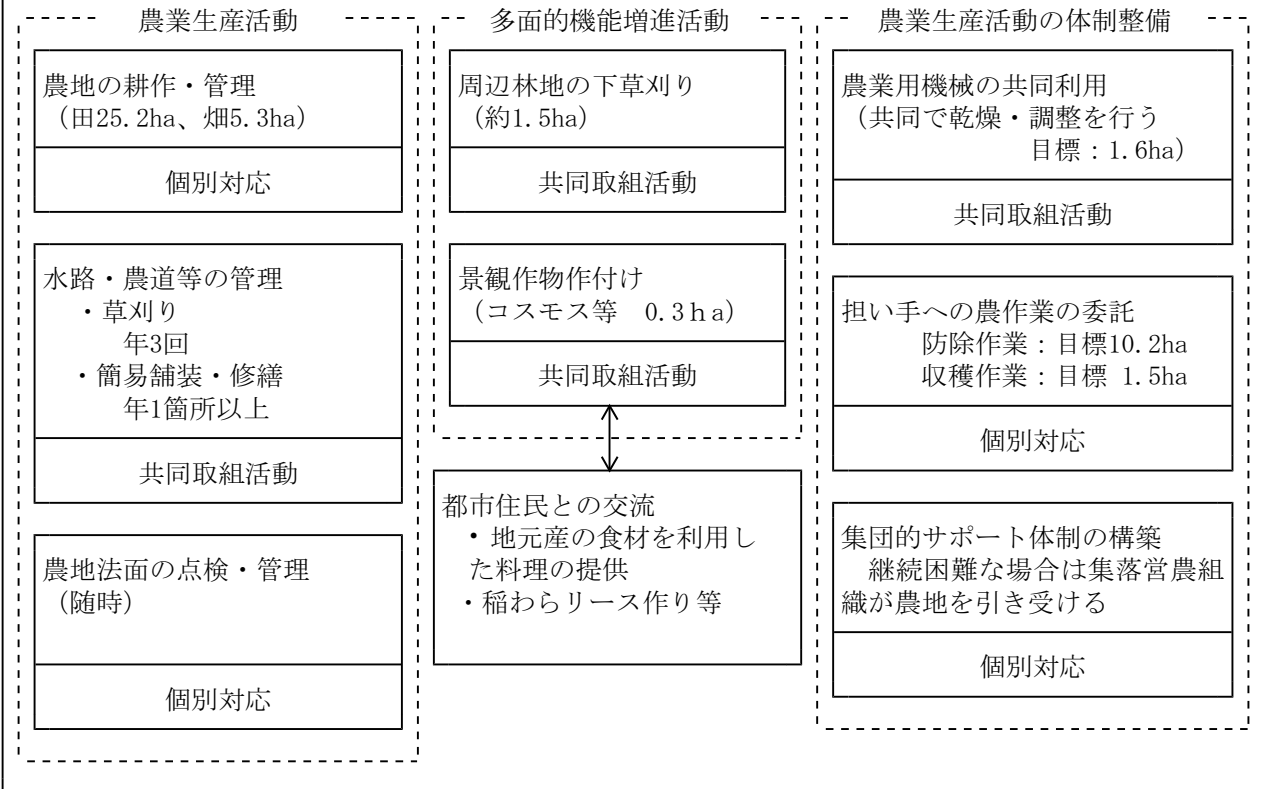 農業生産活動
農地の耕作・管理
（田25.2ha、畑5.3ha）
個別対応
水路・農道等の管理
・草刈り
年3回
・簡易舗装・修繕
年1箇所以上
共同取組活動
農地法面の点検・管理
（随時）
個別対応
多面的機能増進活動
周辺林地の下草刈り
（約1.5ha）
共同取組活動
景観作物作付け
（コスモス等　0.3ｈa）
共同取組活動
都市住民との交流
・地元産の食材を利用し
た料理の提供
・稲わらリース作り等
農業生産活動の体制整備
農業用機械の共同利用
（共同で乾燥・調整を行う
目標：1.6ha）
共同取組活動
担い手への農作業の委託
防除作業：目標10.2ha
収穫作業：目標 1.5ha
個別対応
集団的サポート体制の構築
継続困難な場合は集落営農組
織が農地を引き受ける
個別対応